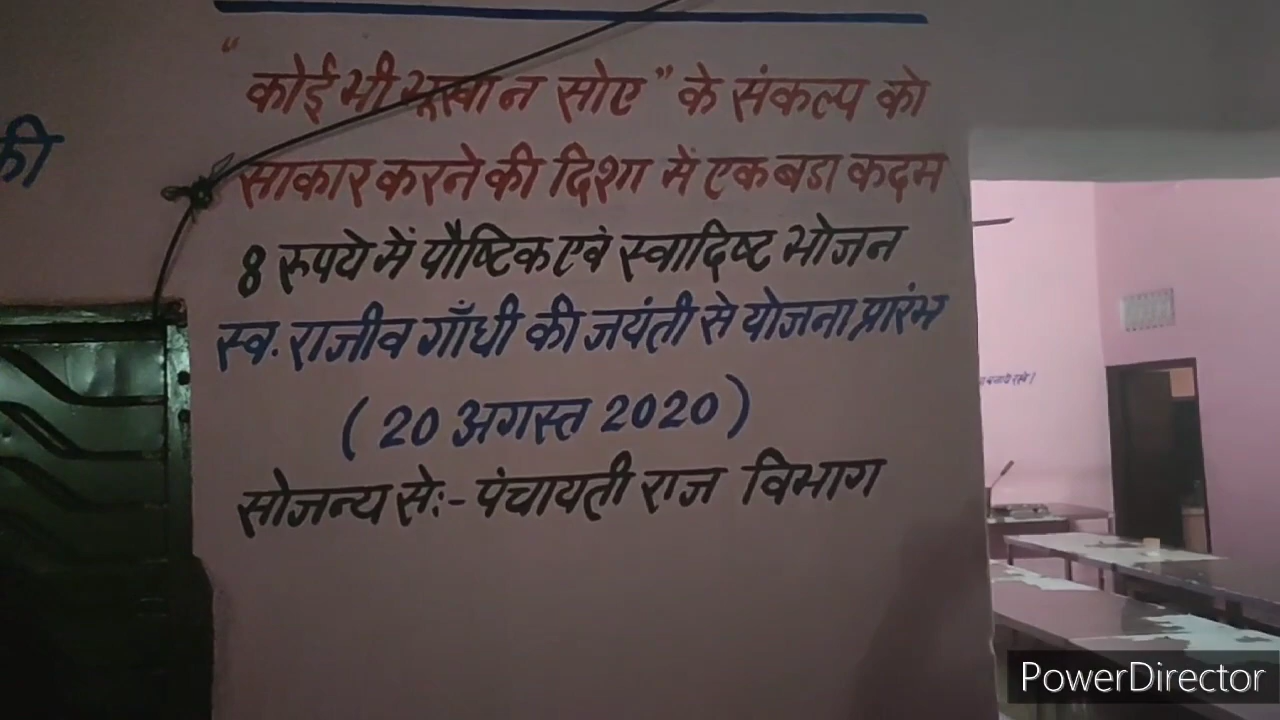 की
"कोई भी भूखा न सोए" के संकल्प को
साकार करने की दिशा में एक बडा कदम
8 रुपये में पौष्टिक एवं स्वादिष्ट भोजन
स्व. राजीव गाँधी की जयंती से योजना प्रारंभ
(20 अगस्त 2020)
सोजन्य से:- पंचायती राज विभाग
PowerDirector